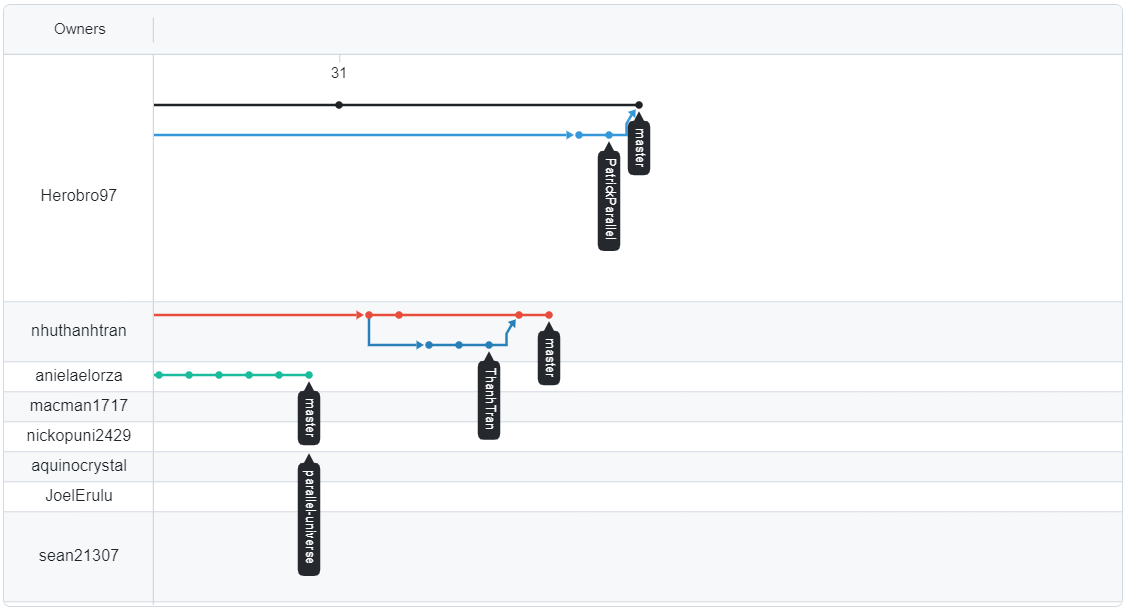 Owners
31
Herobro97
master
PatrickParallel
nhuthanhtran
master
ThanhTran
anielaelorza
master
macman1717
nickopuni2429
aquinocrystal
parallel-universe
JoelErulu
sean21307